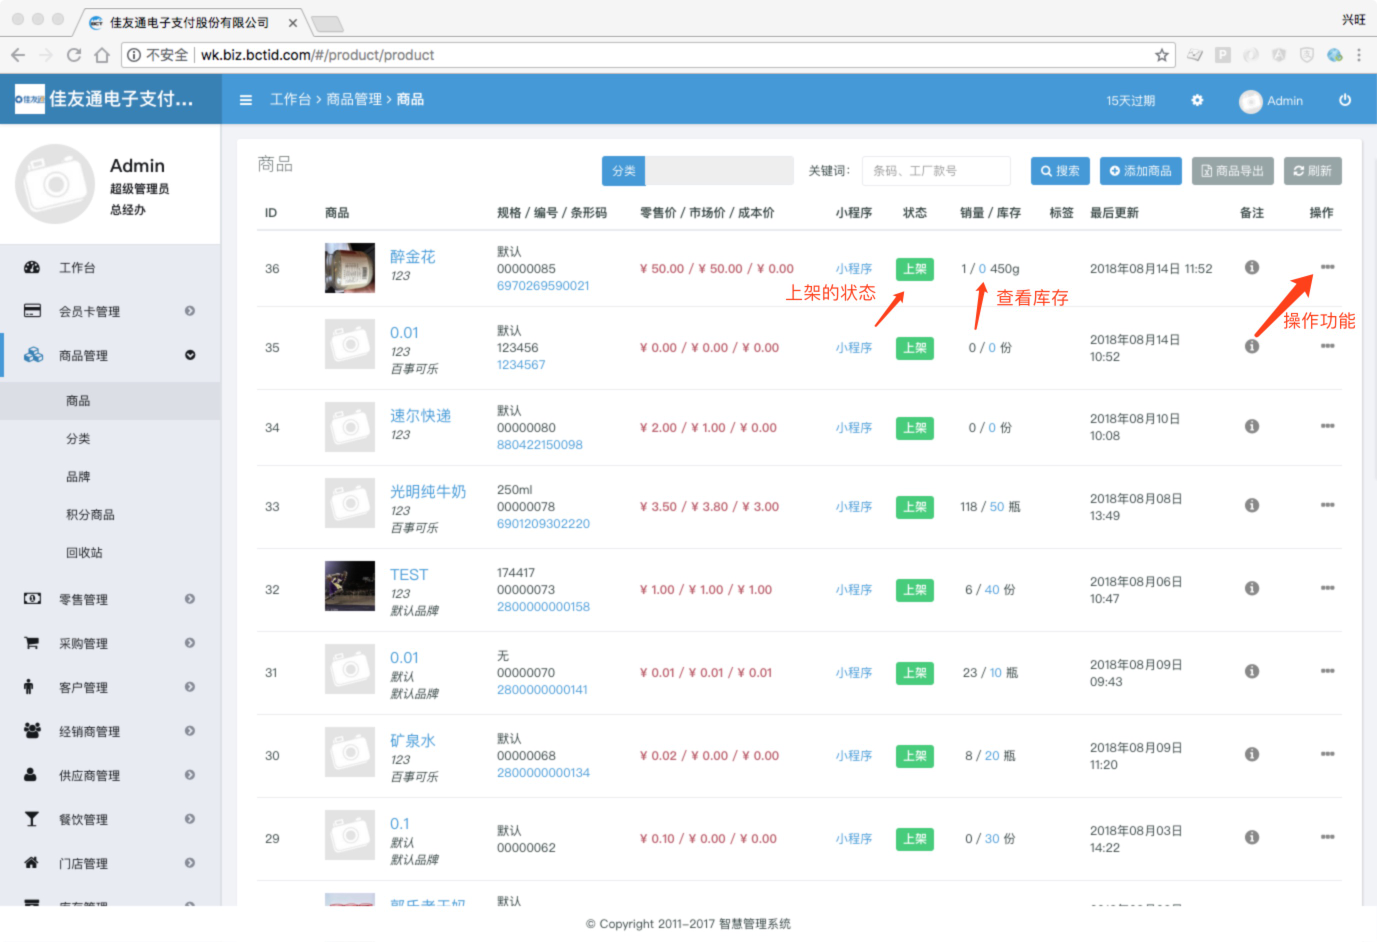 佳友通电子支付股份有限公司
兴旺
不安全 wk.biz.bctid.com/#/product/product
佳友通电子支付...
工作台 > 商品管理 > 商品
15天过期
Admin
Admin
超级管理员
总经办
工作台
会员卡管理
商品管理
商品
分类
品牌
积分商品
回收站
零售管理
采购管理
客户管理
经销商管理
供应商管理
餐饮管理
门店管理
商品
分类
关键词:
条码、工厂款号
搜索
添加商品
商品导出
刷新
ID 商品 规格 / 编号 / 条形码 零售价 / 市场价 / 成本价 小程序 状态 销量 / 库存 标签 最后更新 备注 操作
36
醉金花
123
默认
00000085
6970269590021
¥ 50.00 / ¥ 50.00 / ¥ 0.00
小程序
上架
1 / 0 450g
2018年08月14日 11:52
上架的状态
查看库存
操作功能
35
0.01
123
百事可乐
默认
123456
1234567
¥ 0.00 / ¥ 0.00 / ¥ 0.00
小程序
上架
0 / 0 份
2018年08月14日
10:52
34
速尔快递
123
默认
00000080
880422150098
¥ 2.00 / ¥ 1.00 / ¥ 0.00
小程序
上架
0 / 0 份
2018年08月10日
10:08
33
光明纯牛奶
123
百事可乐
250ml
00000078
6901209302220
¥ 3.50 / ¥ 3.80 / ¥ 3.00
小程序
上架
118 / 50 瓶
2018年08月08日
13:49
32
TEST
123
默认品牌
174417
00000073
2800000000158
¥ 1.00 / ¥ 1.00 / ¥ 1.00
小程序
上架
6 / 40 份
2018年08月06日
10:47
31
0.01
默认
默认品牌
无
00000070
2800000000141
¥ 0.01 / ¥ 0.01 / ¥ 0.01
小程序
上架
23 / 10 瓶
2018年08月09日
09:43
30
矿泉水
123
百事可乐
默认
00000068
2800000000134
¥ 0.02 / ¥ 0.00 / ¥ 0.00
小程序
上架
8 / 20 瓶
2018年08月09日
11:20
29
0.1
默认
默认品牌
默认
00000062
¥ 0.10 / ¥ 0.00 / ¥ 0.00
小程序
上架
0 / 30 份
2018年08月03日
14:22
默认
© Copyright 2011-2017 智慧管理系统